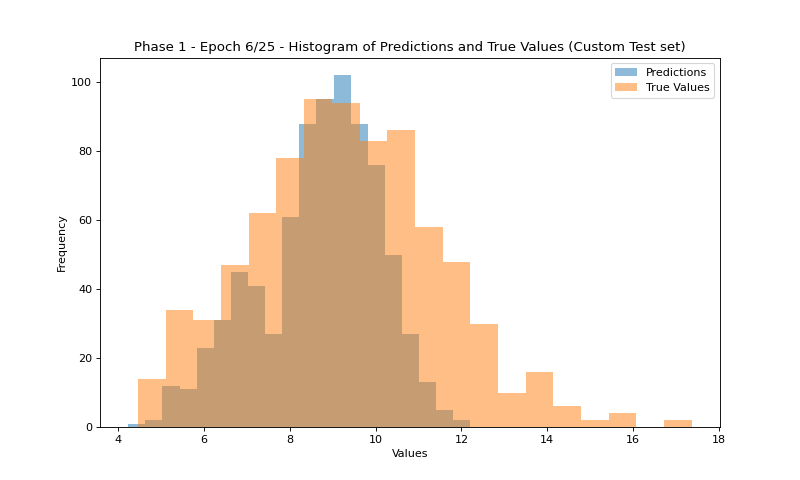 Phase 1 - Epoch 6/25 - Histogram of Predictions and True Values (Custom Test set)
Predictions
True Values
100
80
60
40
20
0
Frequency
4 6 8 10 12 14 16 18
Values